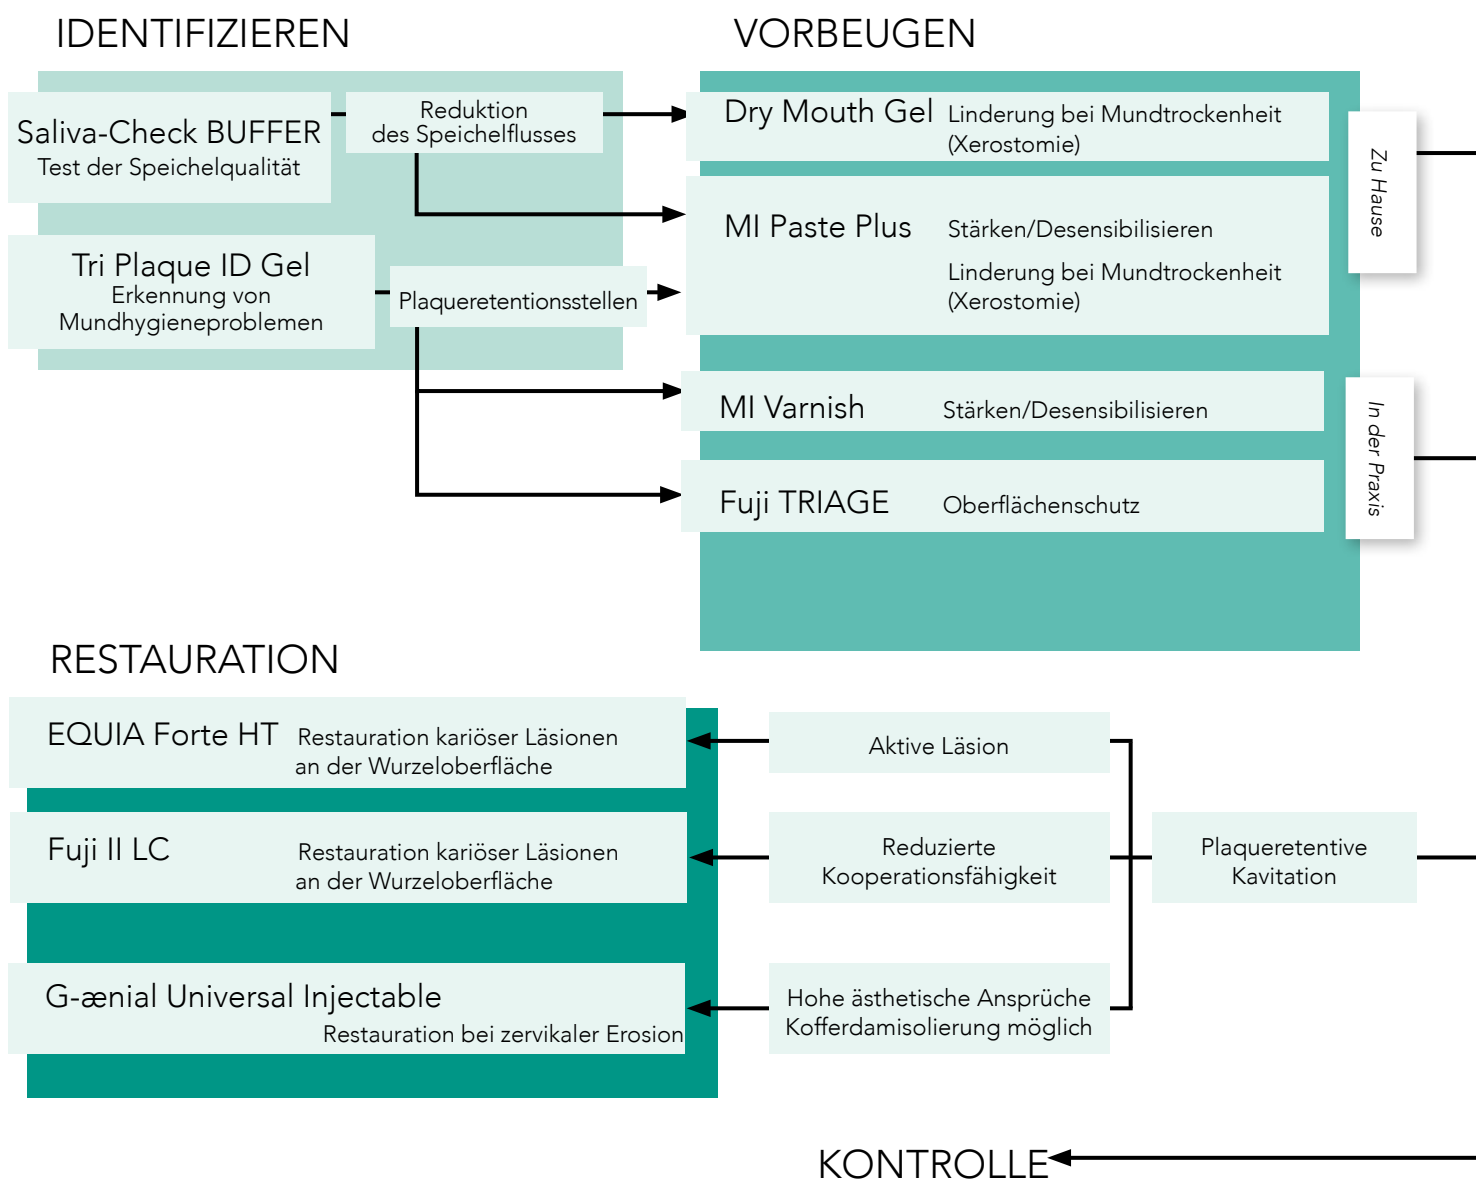 IDENTIFIZIEREN
Saliva-Check BUFFER
Test der Speichelqualität
Reduktion
des Speichelflusses
Tri Plaque ID Gel
Erkennung von
Mundhygieneproblemen
Plaqueretentionsstellen
VORBEUGEN
Dry Mouth Gel Linderung bei Mundtrockenheit
(Xerostomie)
MI Paste Plus Stärken/Desensibilisieren
Linderung bei Mundtrockenheit
(Xerostomie)
Zu Hause
MI Varnish Stärken/Desensibilisieren
Fuji TRIAGE Oberflächenschutz
In der Praxis
RESTAURATION
EQUIA Forte HT Restauration kariöser Läsionen
an der Wurzeloberfläche
Aktive Läsion
Fuji II LC Restauration kariöser Läsionen
an der Wurzeloberfläche
Reduzierte
Kooperationsfähigkeit
Plaqueretentive
Kavitation
G-ænial Universal Injectable
Restauration bei zervikaler Erosion
Hohe ästhetische Ansprüche
Kofferdamisolierung möglich
KONTROLLE